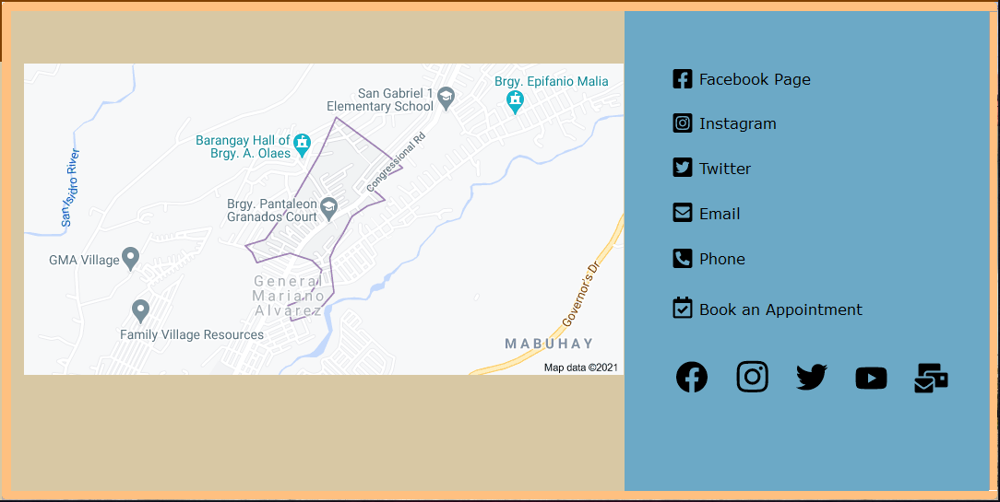 Brgy. Epifanio Malia
San Gabriel 1
Elementary School
Barangay Hall of
Brgy. A. Olaes
Congressional Rd
San Isidro River
Brgy. Pantaleon
Granados Court
GMA Village
General
Mariano
Alvarez
Governor's Dr
Family Village Resources
MABUHAY
Map data ©2021
Facebook Page
Instagram
Twitter
Email
Phone
Book an Appointment